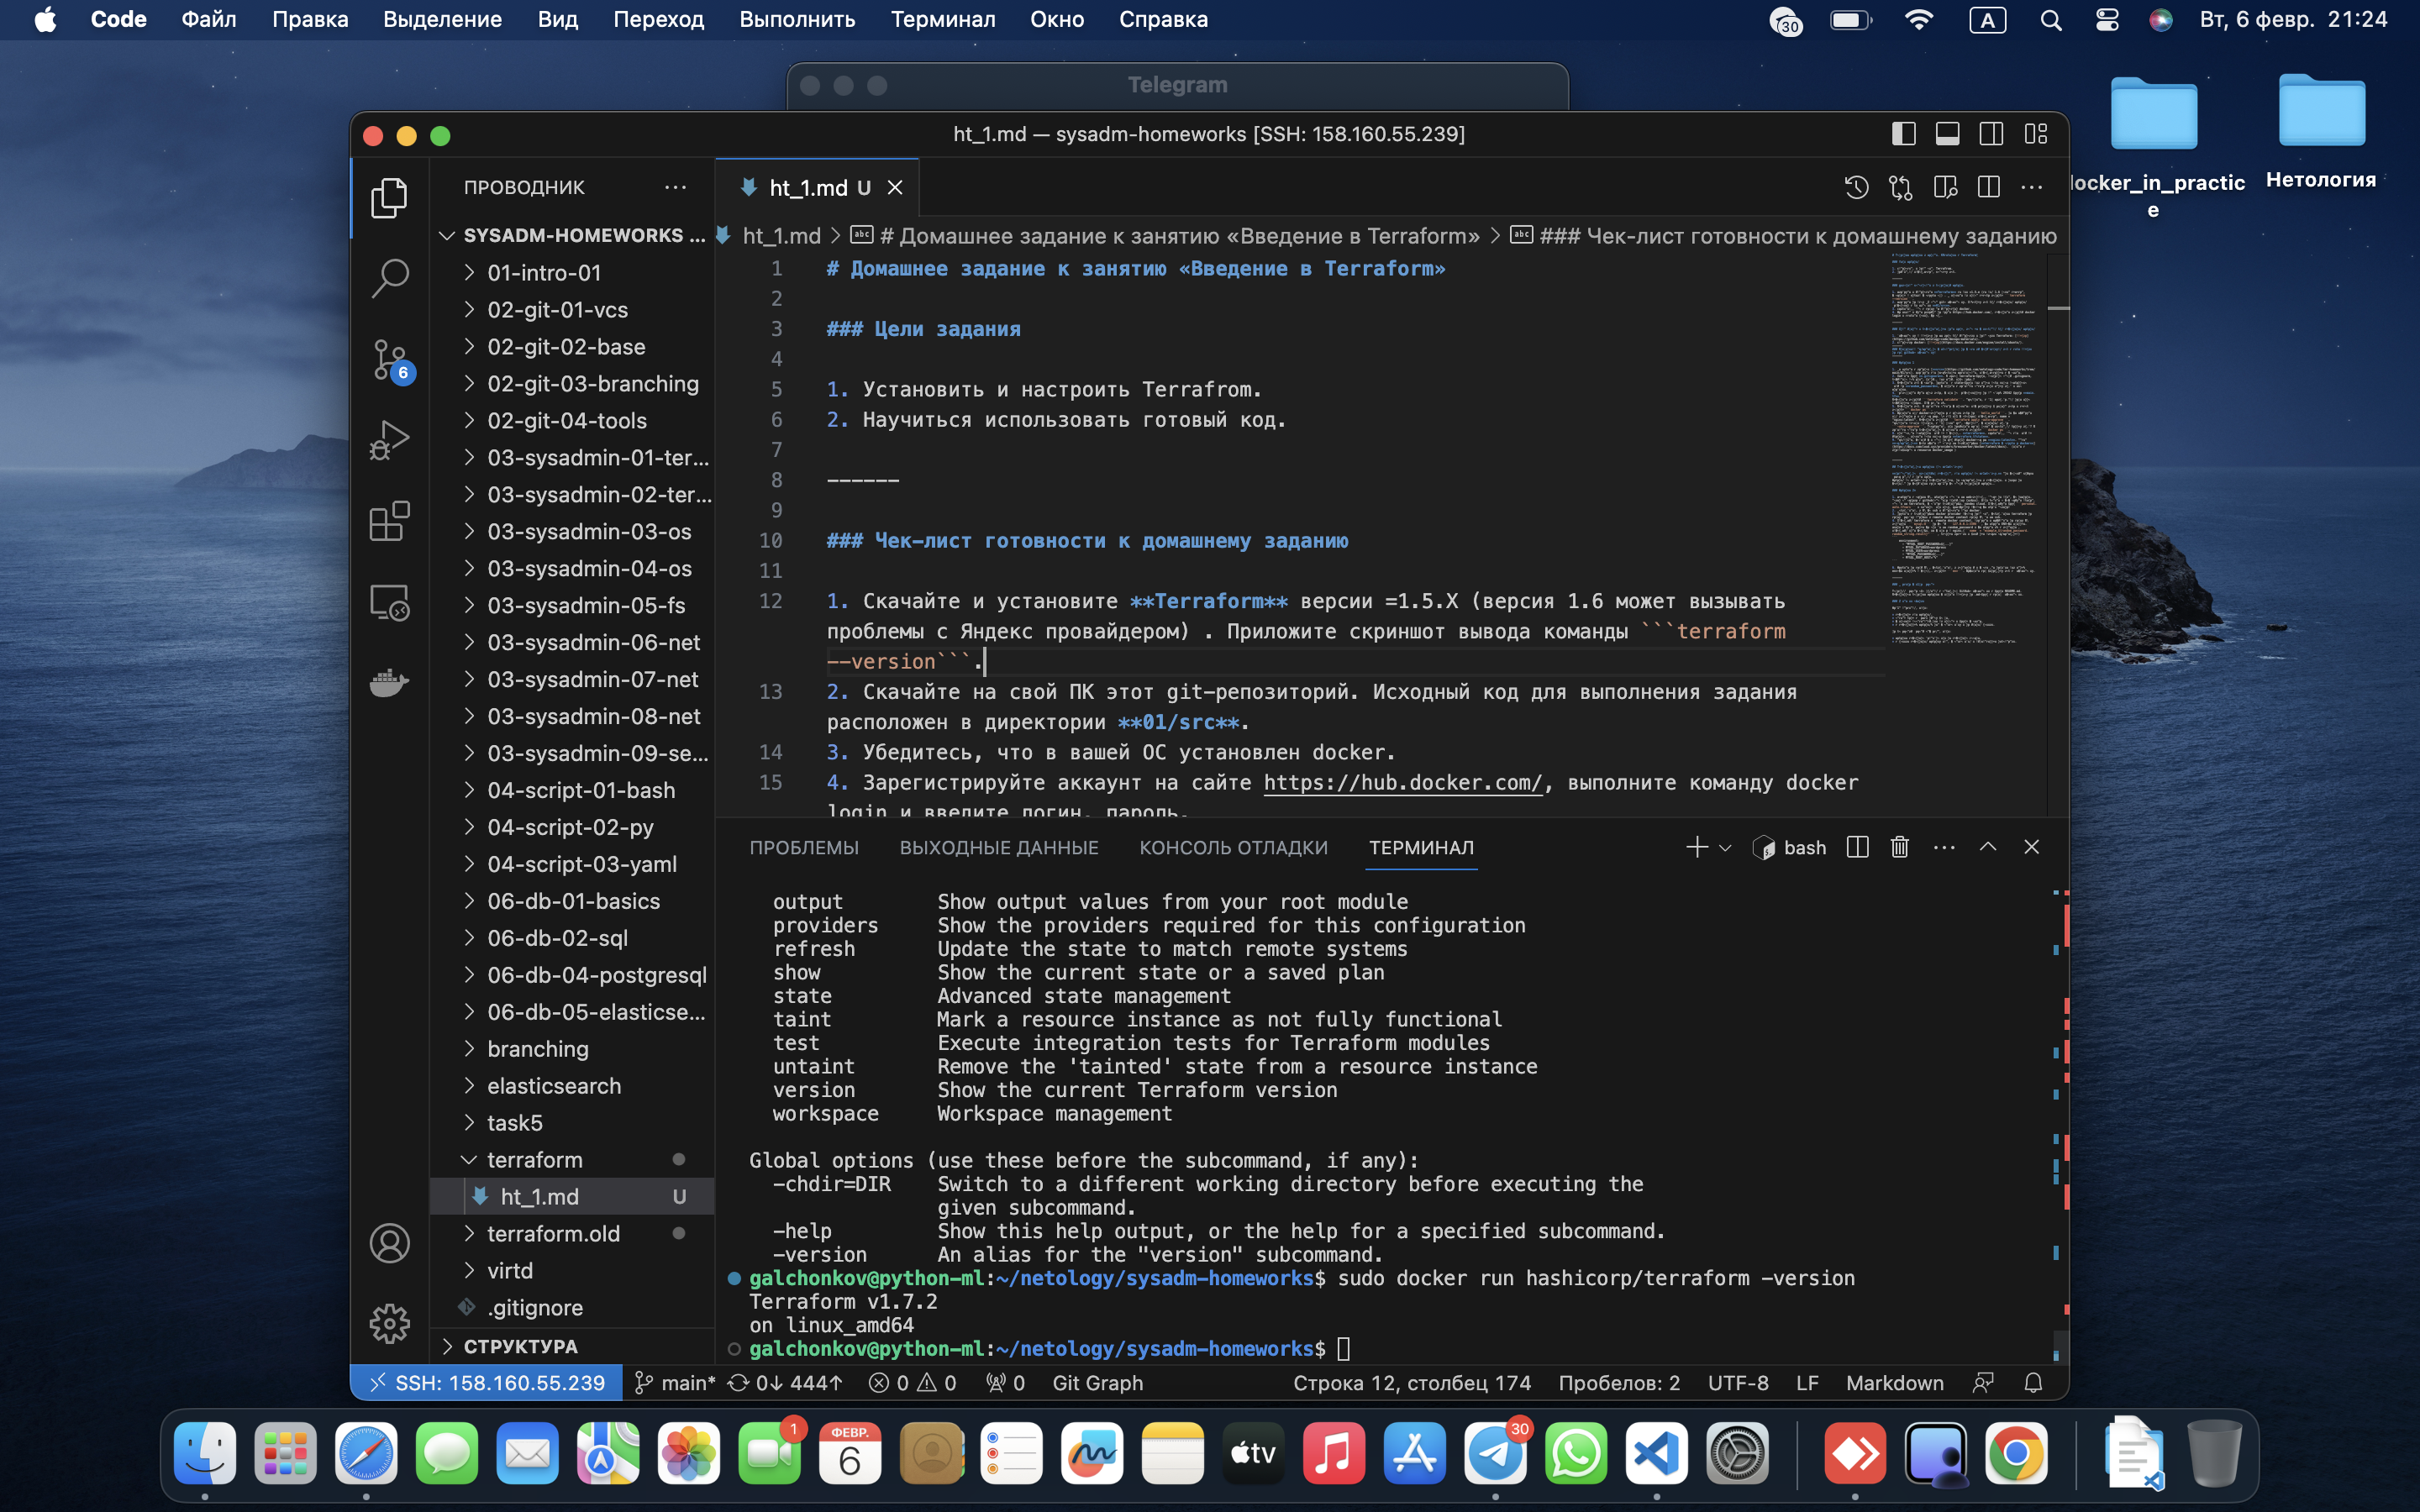 Code Файл Правка Выделение Вид Переход Выполнить Терминал Окно Справка
30 A Вт, 6 февр. 21:24
Telegram
ocker_in_practic
e
Нетология
ht_1.md — sysadm-homeworks [SSH: 158.160.55.239]
ПРОВОДНИК
ht_1.md U
SYSADM-HOMEWORKS ...
ht_1.md > # Домашнее задание к занятию «Введение в Terraform» > ### Чек-лист готовности к домашнему заданию
01-intro-01
02-git-01-vcs
02-git-02-base
02-git-03-branching
02-git-04-tools
03-sysadmin-01-ter...
03-sysadmin-02-ter...
03-sysadmin-03-os
03-sysadmin-04-os
03-sysadmin-05-fs
03-sysadmin-06-net
03-sysadmin-07-net
03-sysadmin-08-net
03-sysadmin-09-se...
04-script-01-bash
04-script-02-py
04-script-03-yaml
06-db-01-basics
06-db-02-sql
06-db-04-postgresql
06-db-05-elasticse...
branching
elasticsearch
task5
terraform
ht_1.md U
terraform.old
virtd
.gitignore
СТРУКТУРА
6
1 # Домашнее задание к занятию «Введение в Terraform»
2
3 ### Цели задания
4
5 1. Установить и настроить Terrafrom.
6 2. Научиться использовать готовый код.
7
8 ------
9
10 ### Чек-лист готовности к домашнему заданию
11
12 1. Скачайте и установите **Terraform** версии =1.5.Х (версия 1.6 может вызывать
проблемы с Яндекс провайдером) . Приложите скриншот вывода команды ```terraform
--version```.
13 2. Скачайте на свой ПК этот git-репозиторий. Исходный код для выполнения задания
расположен в директории **01/src**.
14 3. Убедитесь, что в вашей ОС установлен docker.
15 4. Зарегистрируйте аккаунт на сайте https://hub.docker.com/, выполните команду docker
login и введите логин, пароль.
ПРОБЛЕМЫ ВЫХОДНЫЕ ДАННЫЕ КОНСОЛЬ ОТЛАДКИ ТЕРМИНАЛ bash
output Show output values from your root module
providers Show the providers required for this configuration
refresh Update the state to match remote systems
show Show the current state or a saved plan
state Advanced state management
taint Mark a resource instance as not fully functional
test Execute integration tests for Terraform modules
untaint Remove the 'tainted' state from a resource instance
version Show the current Terraform version
workspace Workspace management
Global options (use these before the subcommand, if any):
-chdir=DIR Switch to a different working directory before executing the
given subcommand.
-help Show this help output, or the help for a specified subcommand.
-version An alias for the "version" subcommand.
galchonkov@python-ml:~/netology/sysadm-homeworks$ sudo docker run hashicorp/terraform -version
Terraform v1.7.2
on linux_amd64
galchonkov@python-ml:~/netology/sysadm-homeworks$
SSH: 158.160.55.239 main* 0↓ 444↑ 0 0 0 Git Graph Строка 12, столбец 174 Пробелов: 2 UTF-8 LF Markdown
1
ФЕВР.
6
tv
30